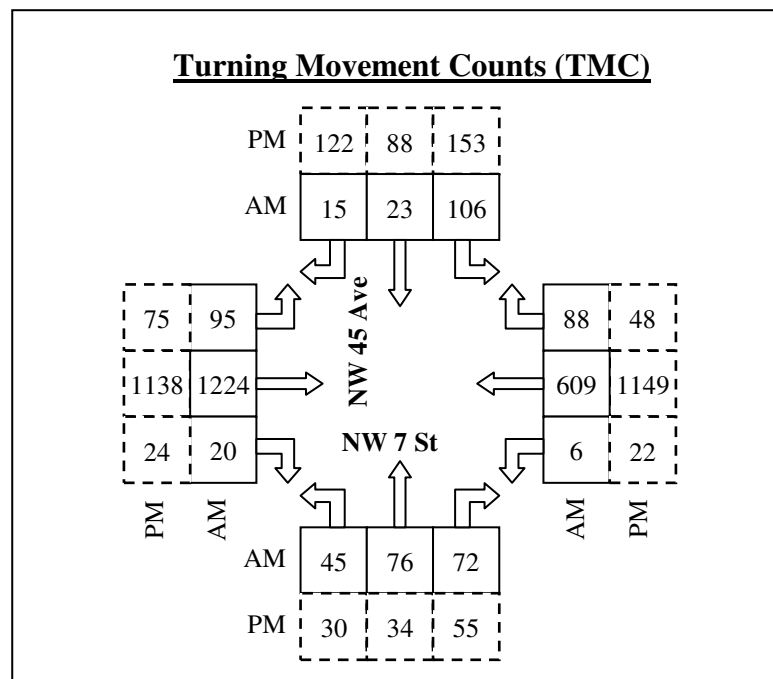 Turning Movement Counts (TMC)
PM 122 88 153
AM 15 23 106
75 95 88 48
1138 1224 609 1149
24 20 6 22
NW 45 Ave
NW 7 St
PM AM AM PM
AM 45 76 72
PM 30 34 55